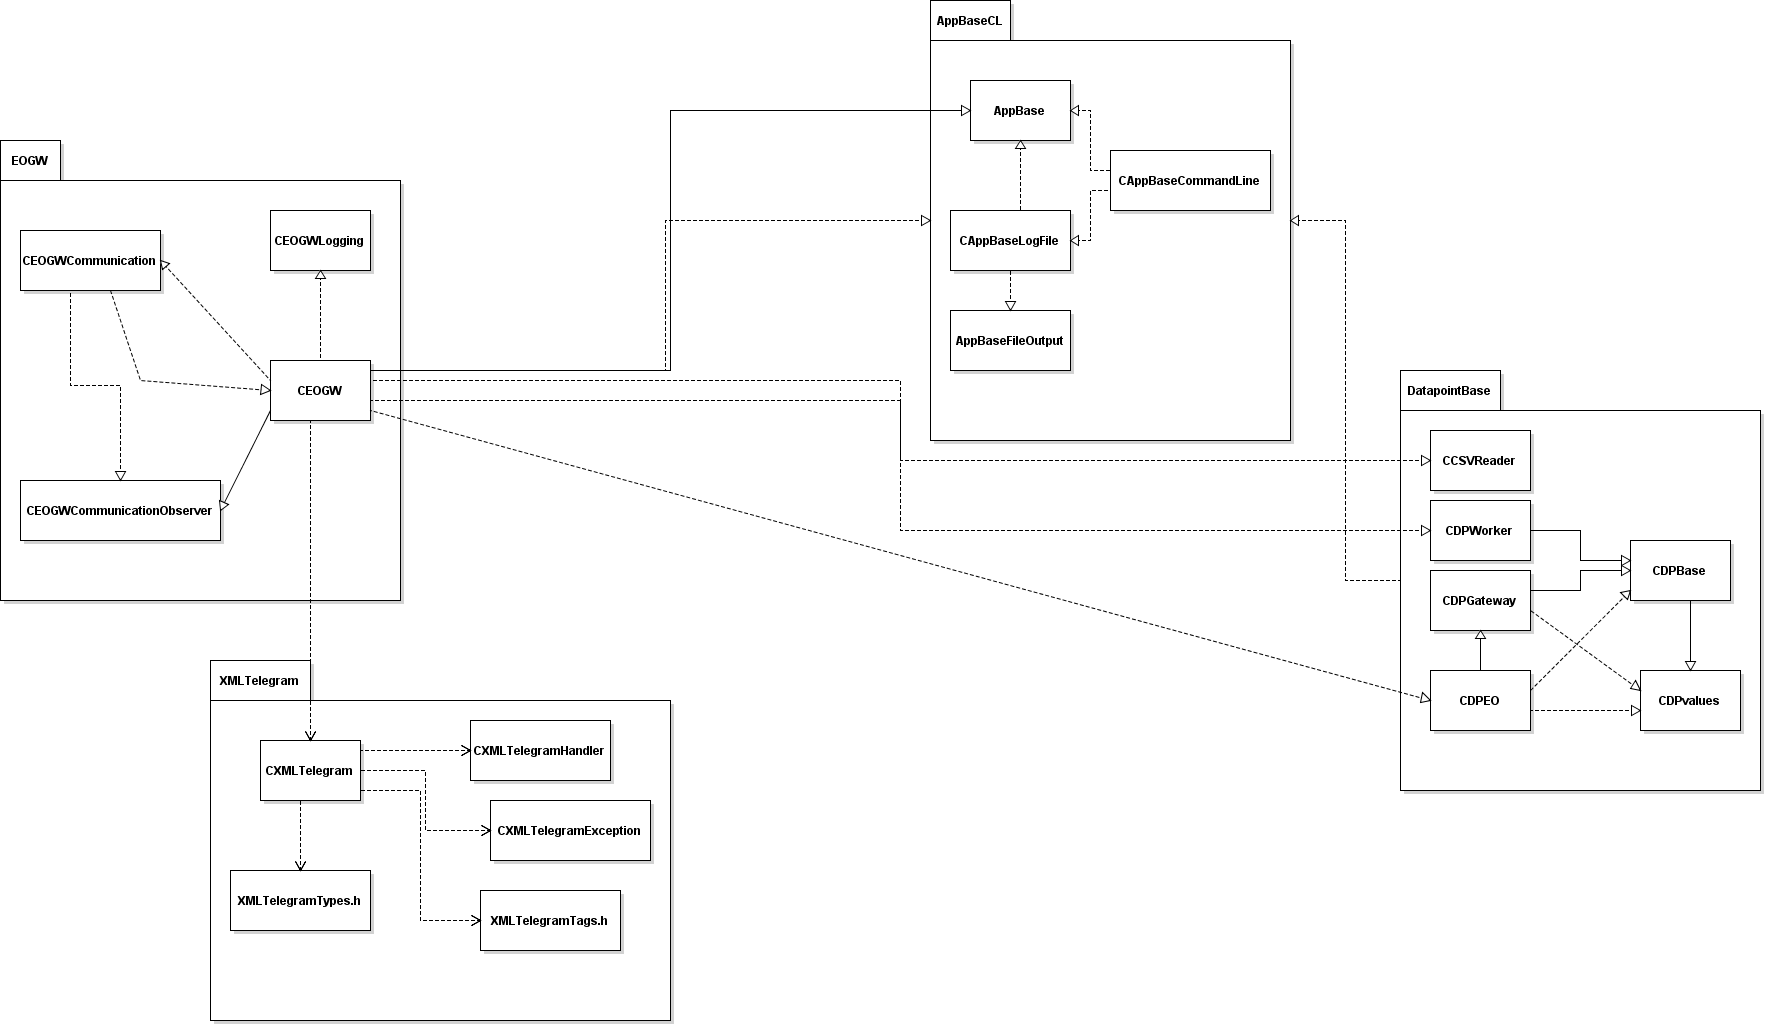 AppBaseCL
AppBase
CAppBaseCommandLine
CAppBaseLogFile
AppBaseFileOutput
EOGW
CEOGWLogging
CEOGWCommunication
CEOGW
CEOGWCommunicationObserver
DatapointBase
CCSVReader
CDPWorker
CDPBase
CDPGateway
CDPEO
CDPvalues
XMLTelegram
CXMLTelegramHandler
CXMLTelegram
CXMLTelegramException
XMLTelegramTypes.h
XMLTelegramTags.h